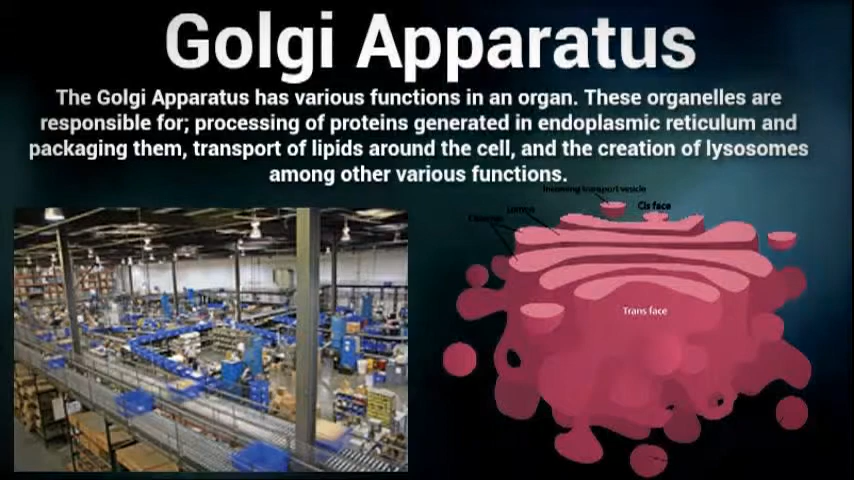 Golgi Apparatus
The Golgi Apparatus has various functions in an organ. These organelles are
responsible for; processing of proteins generated in endoplasmic reticulum and
packaging them, transport of lipids around the cell, and the creation of lysosomes
among other various functions.
Incoming transport vesicle
Cis face
Lumen
Trans face